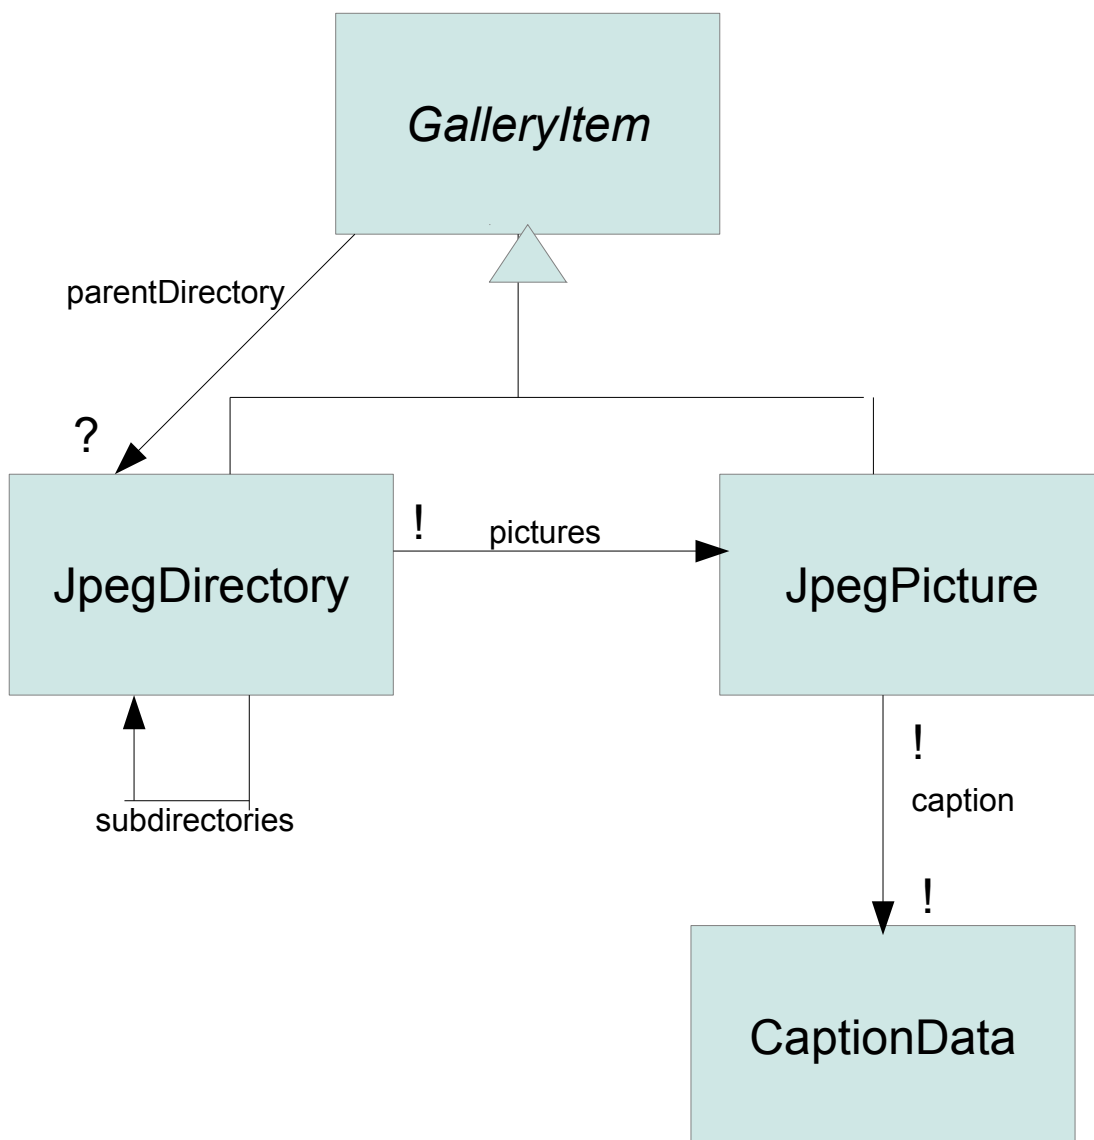 GalleryItem
parentDirectory
?
!
pictures
JpegDirectory
JpegPicture
!
caption
subdirectories
!
CaptionData